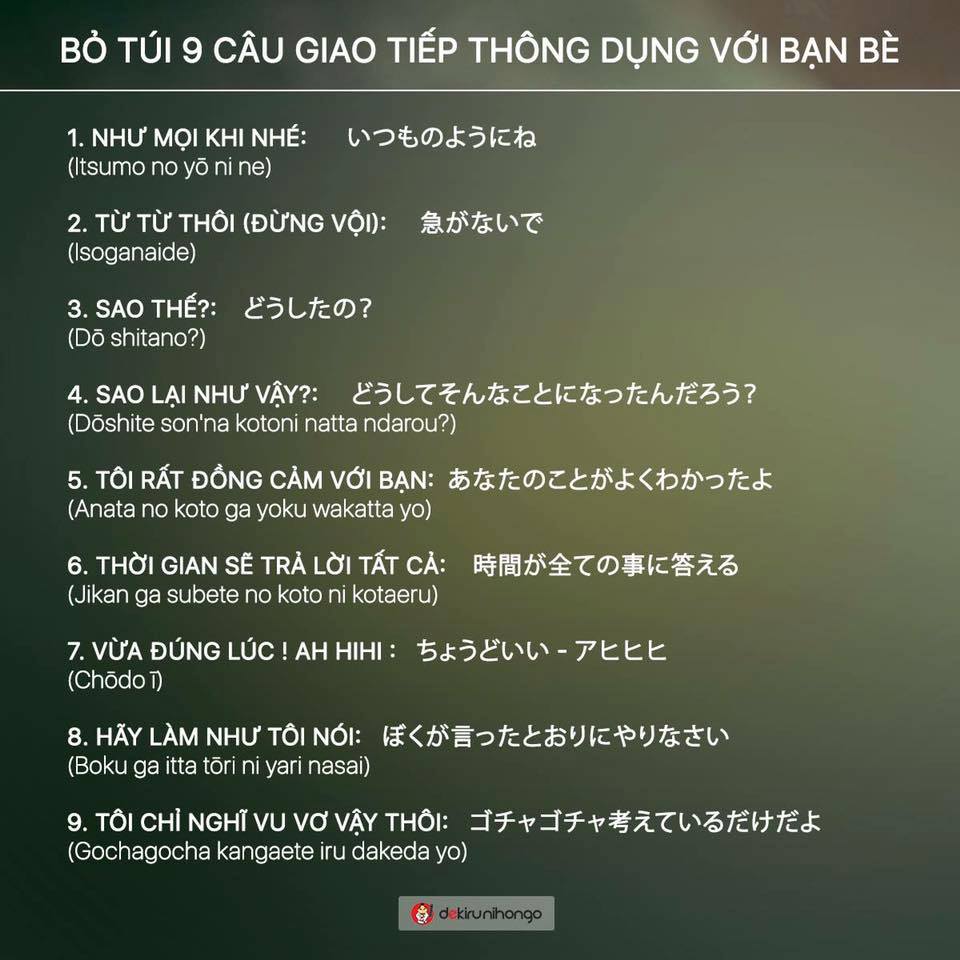 BỎ TÚI 9 CÂU GIAO TIẾP THÔNG DỤNG VỚI BẠN BÈ
1. NHƯ MỌI KHI NHÉ: いつものようにね
(Itsumo no yō ni ne)
2. TỪ TỪ THÔI (ĐỪNG VỘI): 急がないで
(Isoganaide)
3. SAO THẾ?: どうしたの？
(Dō shitano?)
4. SAO LẠI NHƯ VẬY?: どうしてそんなことになったんだろう？
(Dōshite son'na kotoni natta ndarou?)
5. TÔI RẤT ĐỒNG CẢM VỚI BẠN: あなたのことがよくわかったよ
(Anata no koto ga yoku wakatta yo)
6. THỜI GIAN SẼ TRẢ LỜI TẤT CẢ: 時間が全ての事に答える
(Jikan ga subete no koto ni kotaeru)
7. VỪA ĐÚNG LÚC ! AH HIHI : ちょうどいい - アヒヒヒ
(Chōdo ī)
8. HÃY LÀM NHƯ TÔI NÓI: ぼくが言ったとおりにやりなさい
(Boku ga itta tōri ni yari nasai)
9. TÔI CHỈ NGHĨ VU VƠ VẬY THÔI: ゴチャゴチャ考えているだけだよ
(Gochagocha kangaete iru dakeda yo)
dekirunihongo